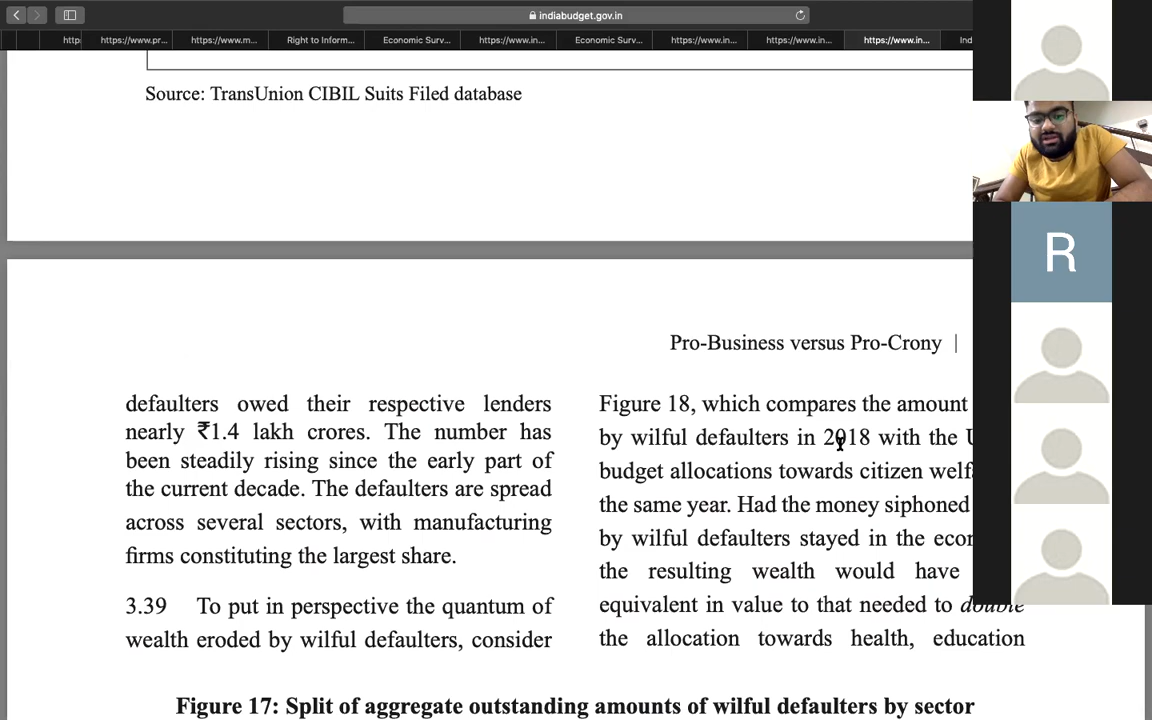 indiabudget.gov.in
http
https://www.pr...
https://www.m...
Right to Inform...
Economic Surv...
https://www.in...
Economic Surv...
https://www.in...
https://www.in...
https://www.in...
Ind
Source: TransUnion CIBIL Suits Filed database
R
Pro-Business versus Pro-Crony |
defaulters owed their respective lenders
nearly ₹1.4 lakh crores. The number has
been steadily rising since the early part of
the current decade. The defaulters are spread
across several sectors, with manufacturing
firms constituting the largest share.
3.39 To put in perspective the quantum of
wealth eroded by wilful defaulters, consider
Figure 18, which compares the amount
by wilful defaulters in 2018 with the U
budget allocations towards citizen welf
the same year. Had the money siphoned
by wilful defaulters stayed in the econ
the resulting wealth would have
equivalent in value to that needed to double
the allocation towards health, education
Figure 17: Split of aggregate outstanding amounts of wilful defaulters by sector